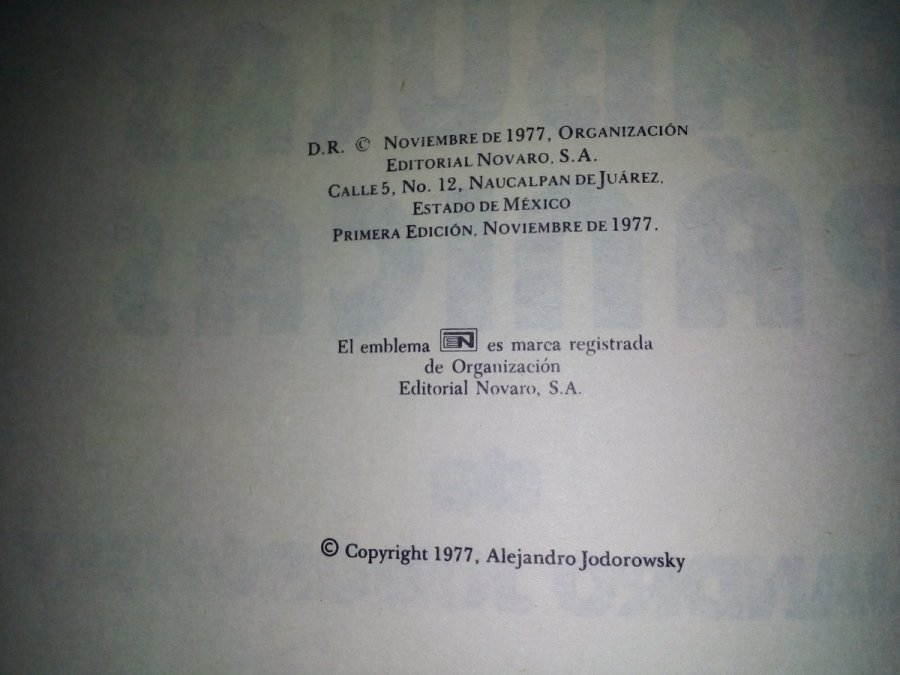 D.R. © NOVIEMBRE DE 1977, ORGANIZACIÓN
EDITORIAL NOVARO, S.A.
CALLE 5, No. 12, NAUCALPAN DE JUÁREZ,
ESTADO DE MÉXICO
PRIMERA EDICIÓN, NOVIEMBRE DE 1977.
El emblema EN es marca registrada
de Organización
Editorial Novaro, S.A.
© Copyright 1977, Alejandro Jodorowsky